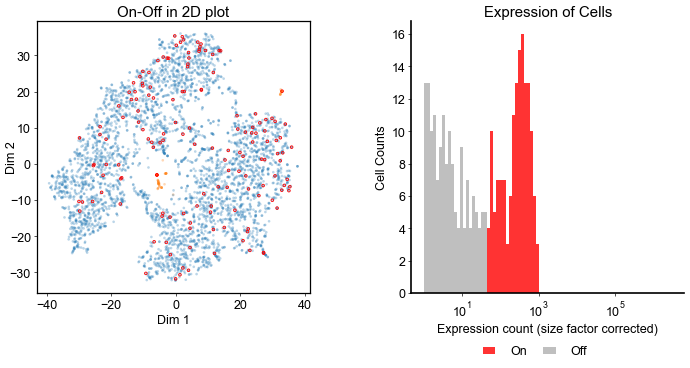 On-Off in 2D plot
Dim 2
30
20
10
0
−10
−20
−30
−40 −20 0 20 40
Dim 1
Expression of Cells
Cell Counts
16
14
12
10
8
6
4
2
0
10^1 10^3 10^5
Expression count (size factor corrected)
On Off